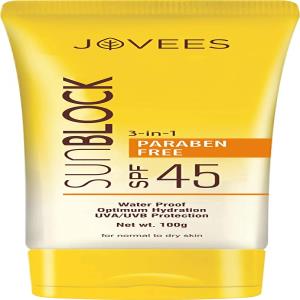 JOVEES
SUNBLOCK
3-in-1
PARABEN
FREE
SPF 45
Water Proof
Optimum Hydration
UVA/UVB Protection
Net wt. 100g
for normal to dry skin